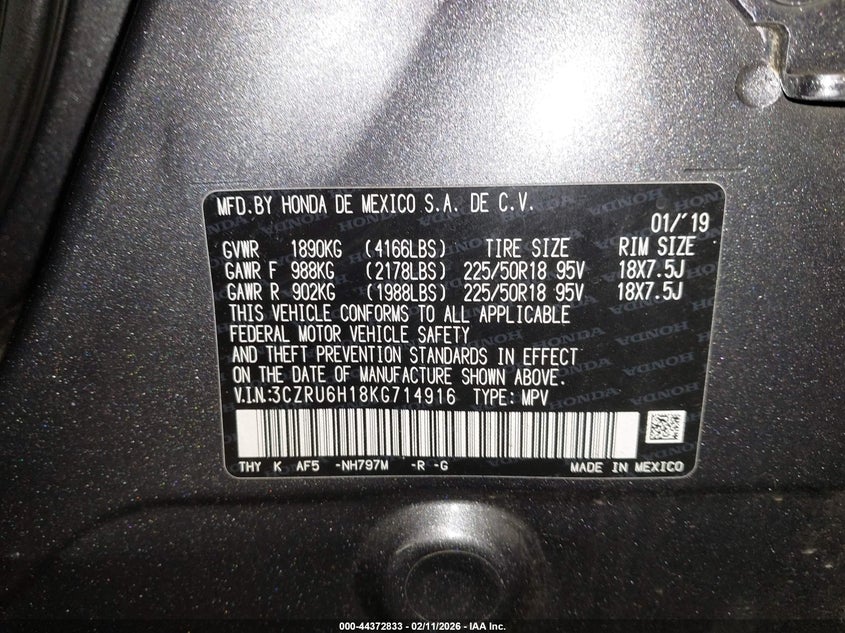 MFD.BY HONDA DE MEXICO S.A. DE C.V.
01/'19
GVWR 1890KG (4166LBS) TIRE SIZE RIM SIZE
GAWR F 988KG (2178LBS) 225/50R18 95V 18X7.5J
GAWR R 902KG (1988LBS) 225/50R18 95V 18X7.5J
THIS VEHICLE CONFORMS TO ALL APPLICABLE
FEDERAL MOTOR VEHICLE SAFETY
AND THEFT PREVENTION STANDARDS IN EFFECT
ON THE DATE OF MANUFACTURE SHOWN ABOVE.
V.I.N:3CZRU6H18KG714916 TYPE: MPV
THY K AF5 -NH797M -R -G MADE IN MEXICO
000-44372833 - 02/11/2026 - IAA Inc.